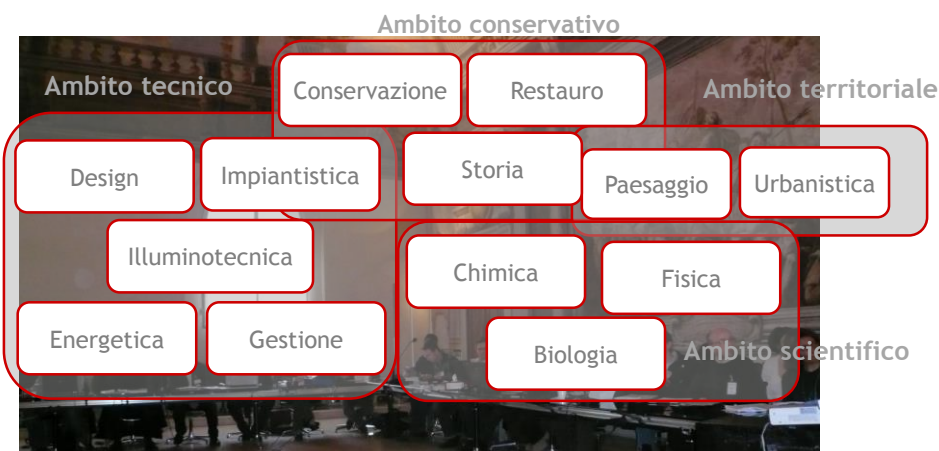 Ambito conservativo
Ambito tecnico
Conservazione
Restauro
Ambito territoriale
Design
Impiantistica
Storia
Paesaggio
Urbanistica
Illuminotecnica
Chimica
Fisica
Energetica
Gestione
Biologia
Ambito scientifico